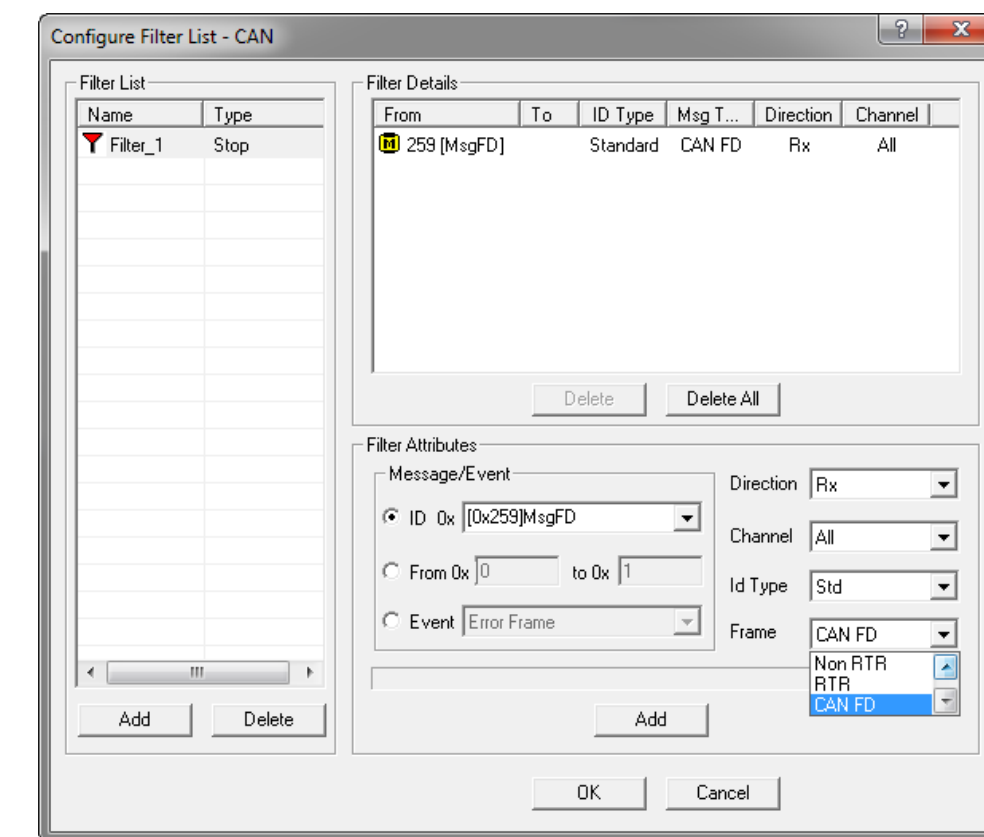 Configure Filter List - CAN
Filter List
Name Type
Filter_1 Stop
Add Delete
Filter Details
From To ID Type Msg T... Direction Channel
M 259 [MsgFD] Standard CAN FD Rx All
Delete Delete All
Filter Attributes
Message/Event
ID 0x [0x259]MsgFD
From 0x 0 to 0x 1
Event Error Frame
Direction Rx
Channel All
Id Type Std
Frame CAN FD
Non RTR
RTR
CAN FD
Add
OK Cancel